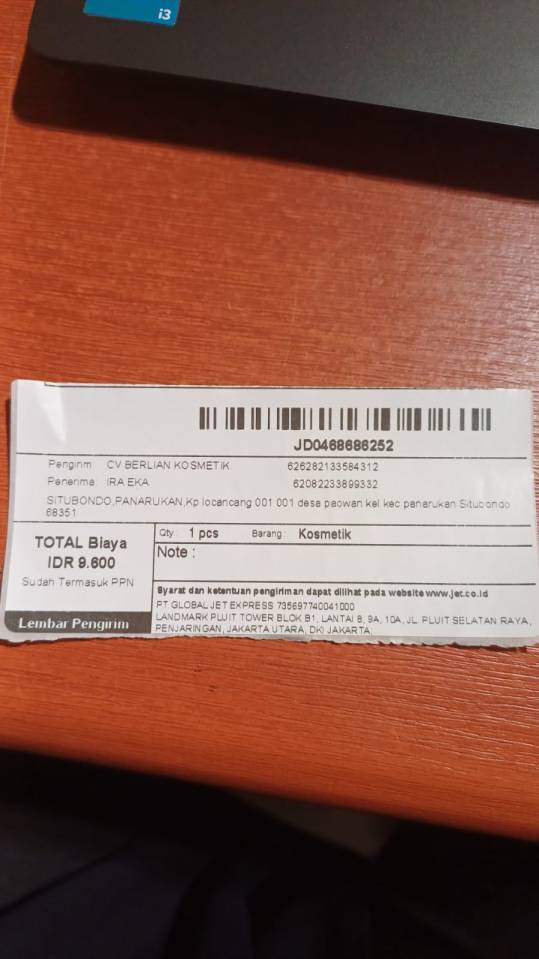 i3
JD0468686252
Pengirim CV BERLIAN KOSMETIK 626282133584312
Penerima IRA EKA 62082233899332
SITUBONDO,PANARUKAN,Kp locancang 001 001 desa paowan kel kec panarukan Situbondo
68351
TOTAL Biaya
IDR 9.600
Sudah Termasuk PPN
Lembar Pengirim
Qty: 1 pcs Barang: Kosmetik
Note :
Syarat dan ketentuan pengiriman dapat dilihat pada website www.jet.co.id
PT GLOBAL JET EXPRESS 735697740041000
LANDMARK PLUIT TOWER BLOK B1, LANTAI 8, 9A, 10A, JL. PLUIT SELATAN RAYA,
PENJARINGAN, JAKARTA UTARA, DKI JAKARTA;